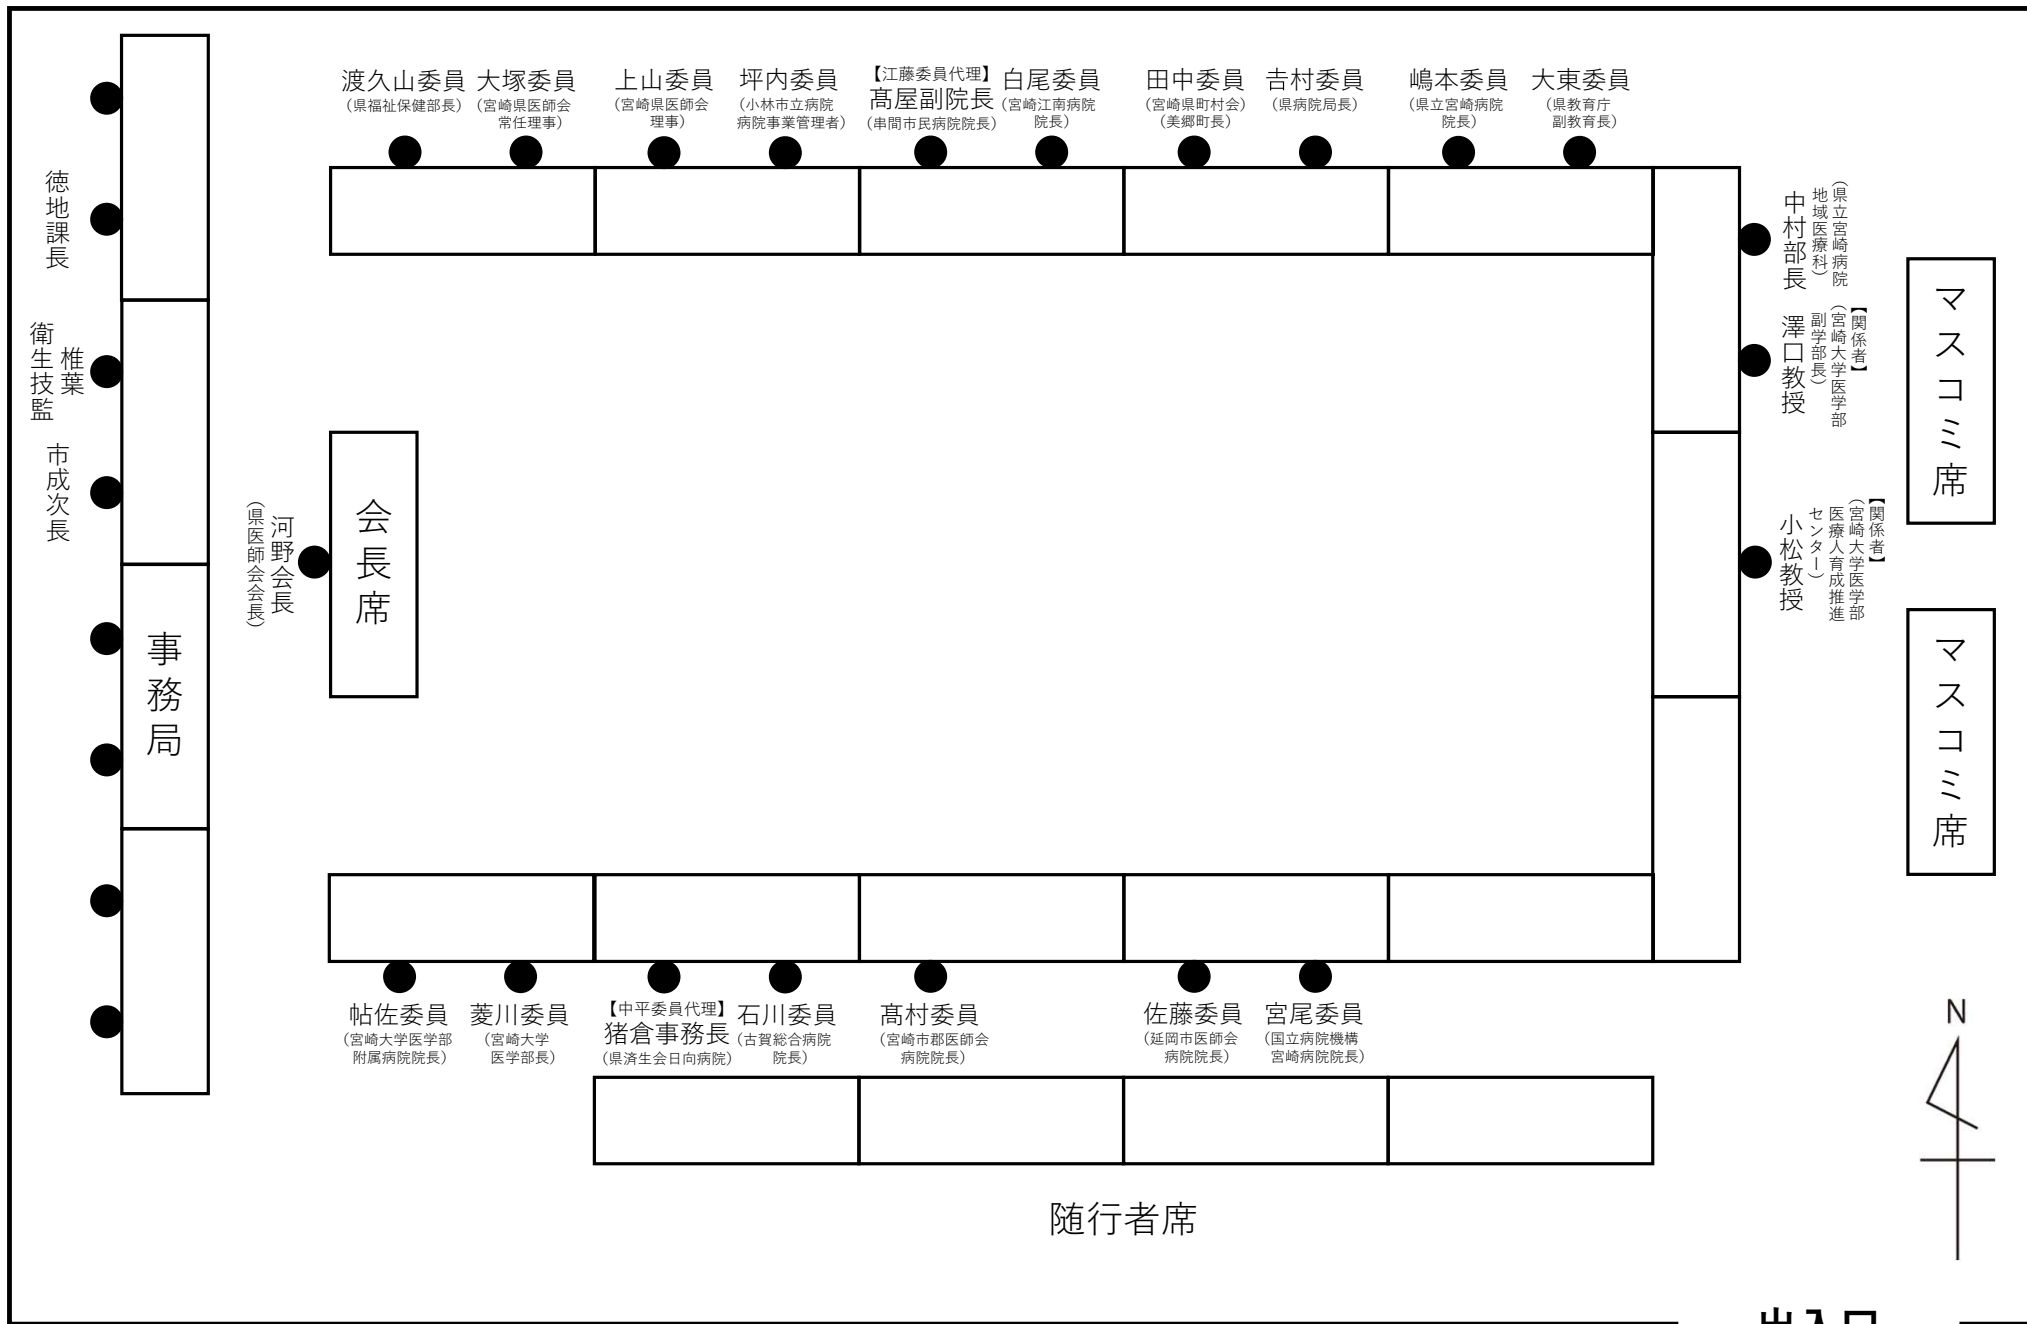 渡久山委員
（県福祉保健部長）
大塚委員
（宮崎県医師会
常任理事）
上山委員
（宮崎県医師会
理事）
坪内委員
（小林市立病院
病院事業管理者）
【江藤委員代理】
髙屋副院長
（串間市民病院院長）
白尾委員
（宮崎江南病院
院長）
田中委員
（宮崎県町村会）
（美郷町長）
𠮷村委員
（県病院局長）
嶋本委員
（県立宮崎病院
院長）
大東委員
（県教育庁
副教育長）
（県立宮崎病院
地域医療科）
中村部長
【関係者】
（宮崎大学医学部
副学部長）
澤口教授
【関係者】
（宮崎大学医学部
医療人育成推進
センター）
小松教授
マスコミ席
マスコミ席
徳地課長
椎葉
衛生技監
市成次長
事務局
河野会長
（県医師会会長）
会長席
帖佐委員
（宮崎大学医学部
附属病院院長）
菱川委員
（宮崎大学
医学部長）
【中平委員代理】
猪倉事務長
（県済生会日向病院）
石川委員
（古賀総合病院
院長）
髙村委員
（宮崎市郡医師会
病院院長）
佐藤委員
（延岡市医師会
病院院長）
宮尾委員
（国立病院機構
宮崎病院院長）
随行者席
N
出入口